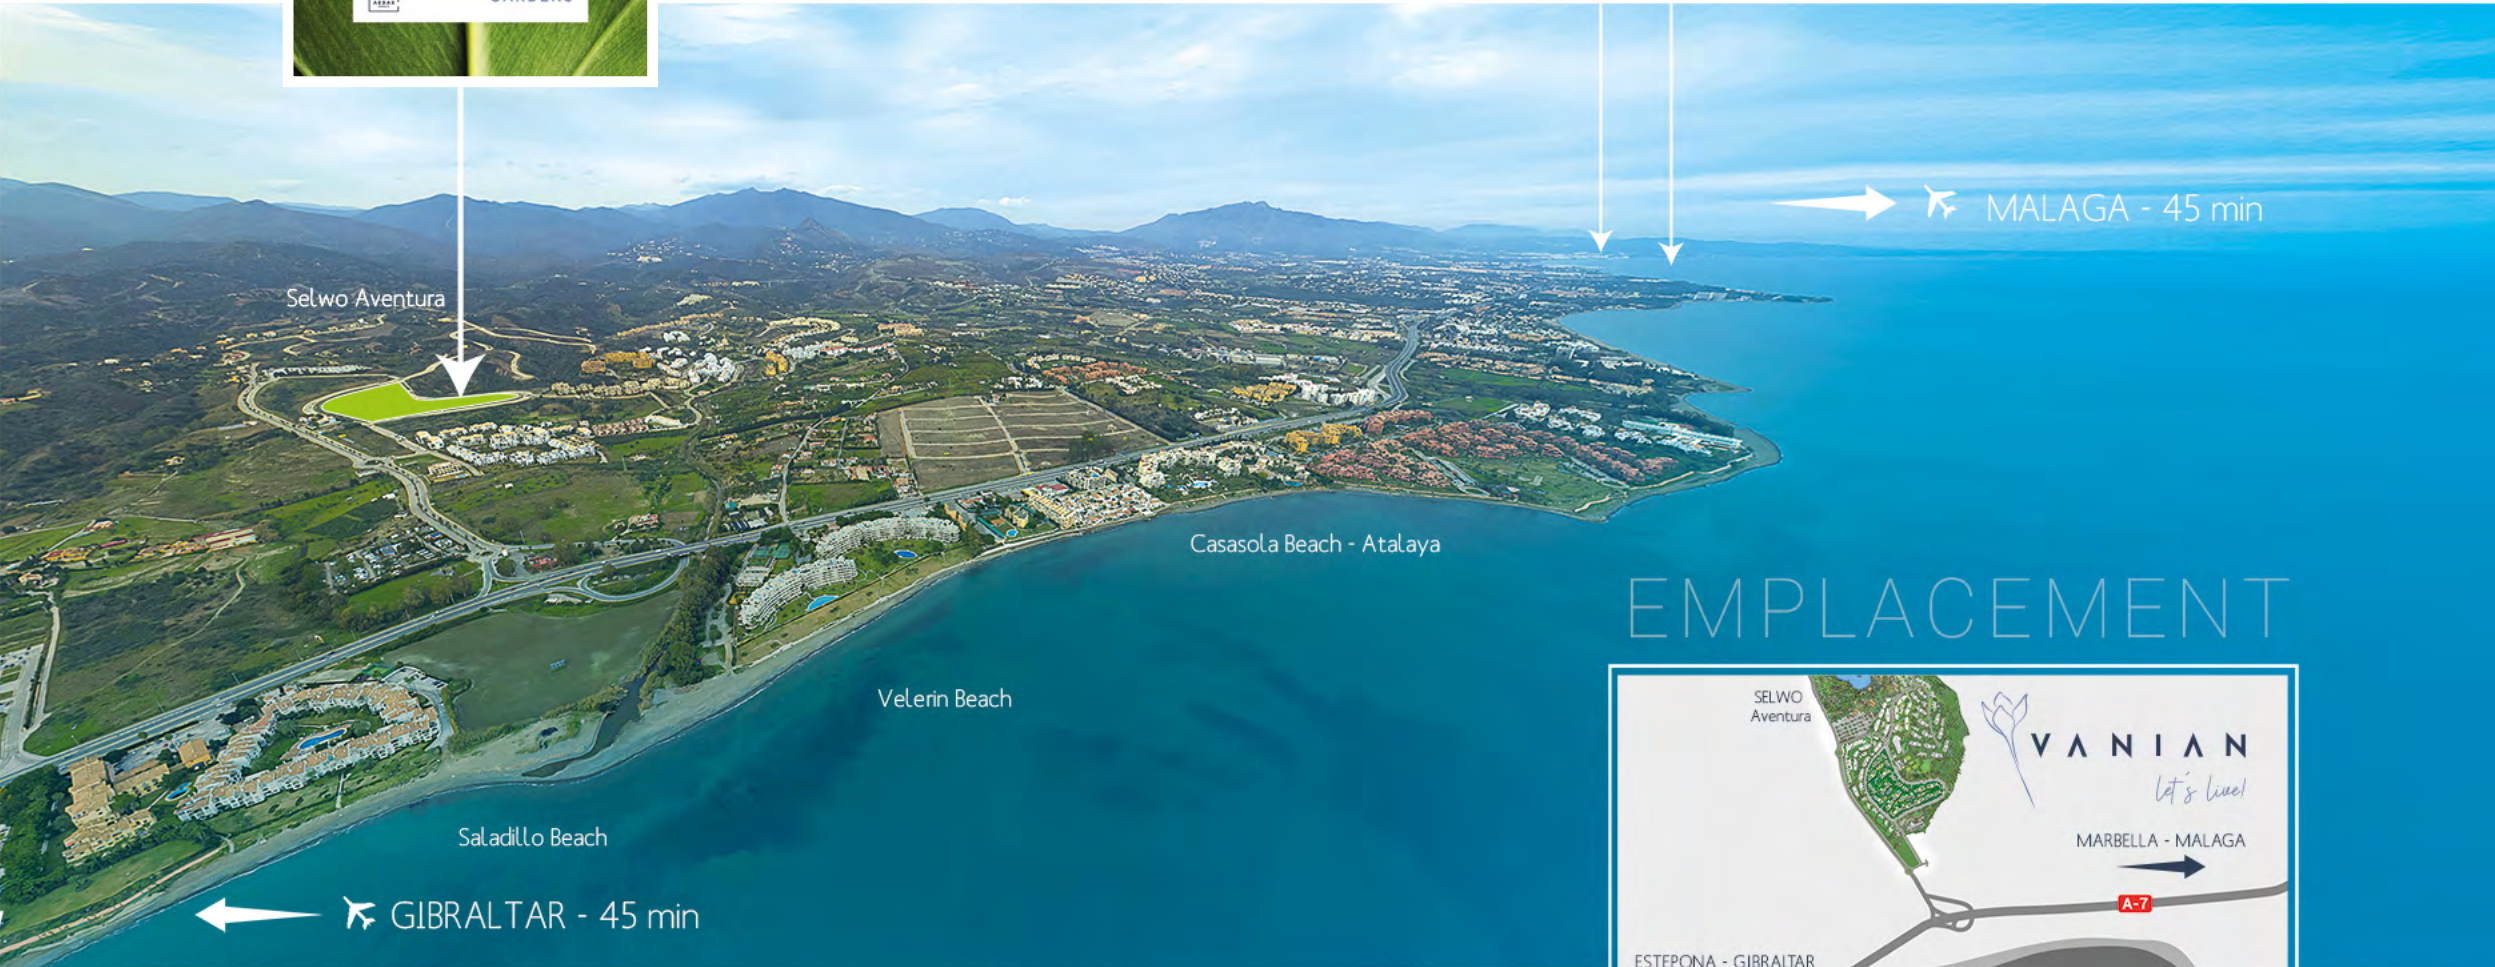 MALAGA - 45 min
Selwo Aventura
Casasola Beach - Atalaya
EMPLACEMENT
Velerin Beach
SELWO
Aventura
VANIAN
let's live!
Saladillo Beach
MARBELLA - MALAGA
GIBRALTAR - 45 min
A-7
ESTEPONA - GIBRALTAR